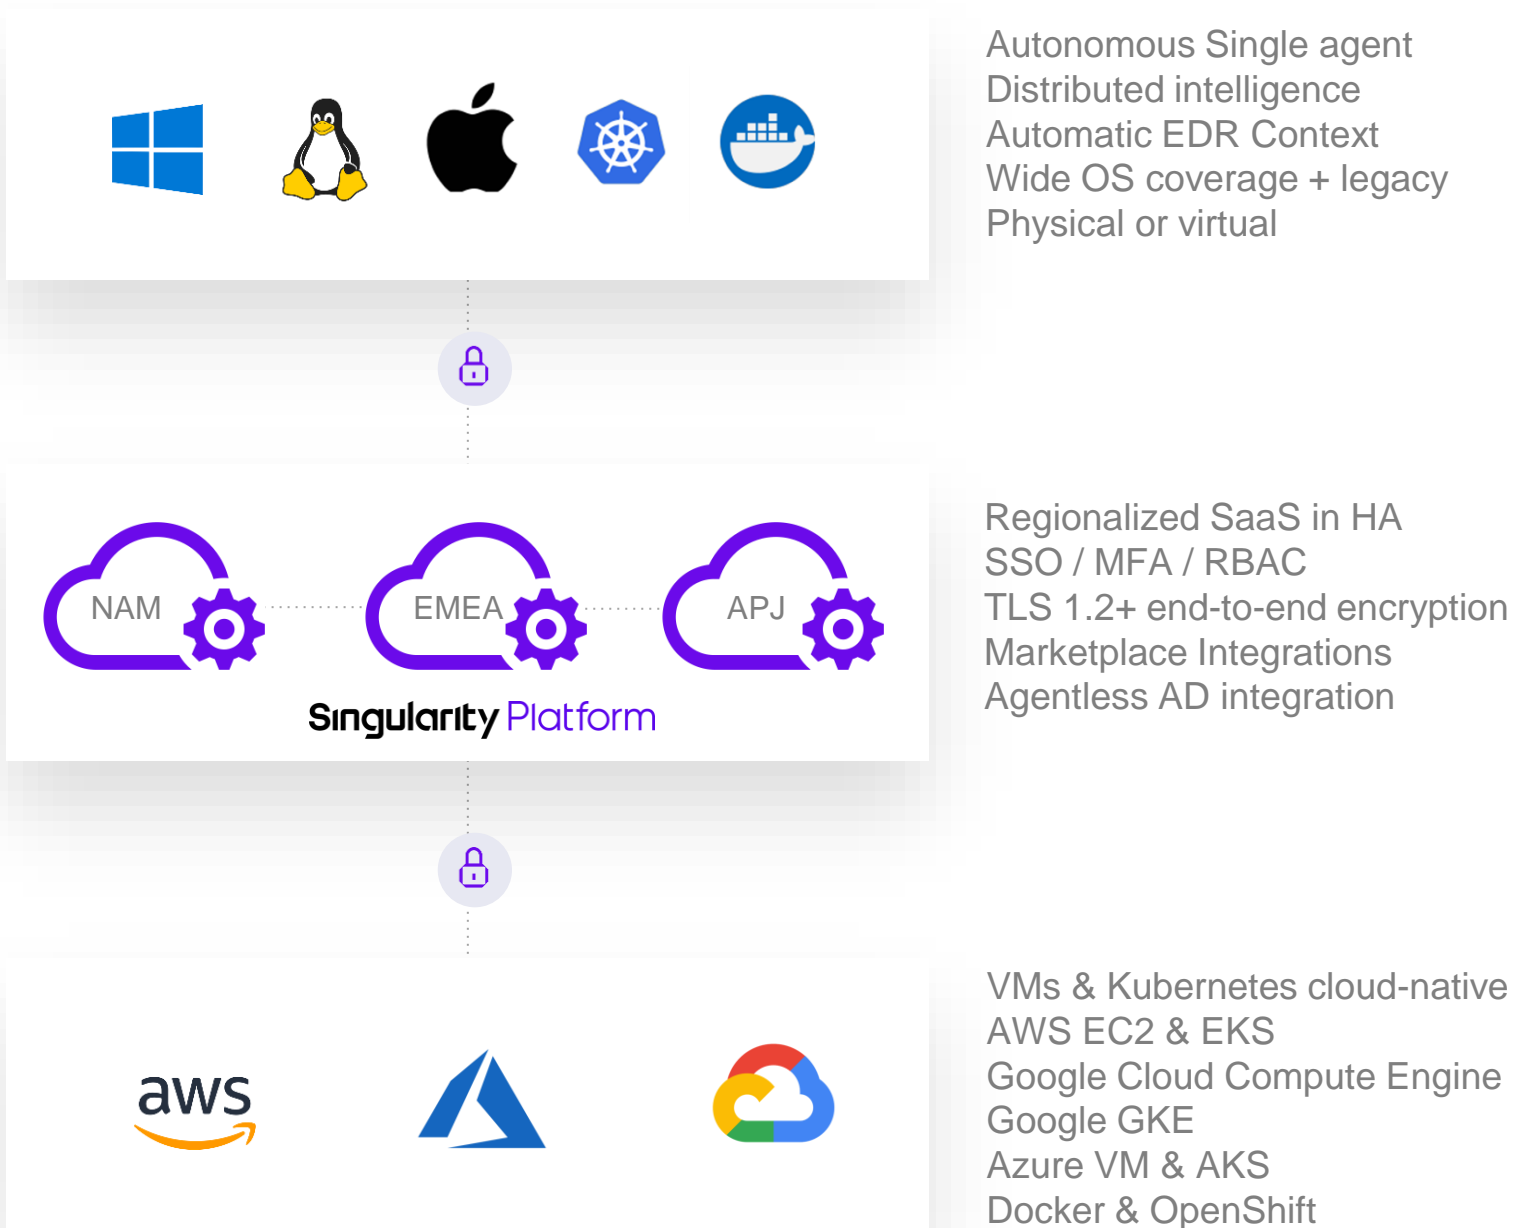 Autonomous Single agent
Distributed intelligence
Automatic EDR Context
Wide OS coverage + legacy
Physical or virtual
NAM
EMEA
APJ
Singularity Platform
Regionalized SaaS in HA
SSO / MFA / RBAC
TLS 1.2+ end-to-end encryption
Marketplace Integrations
Agentless AD integration
aws
VMs & Kubernetes cloud-native
AWS EC2 & EKS
Google Cloud Compute Engine
Google GKE
Azure VM & AKS
Docker & OpenShift